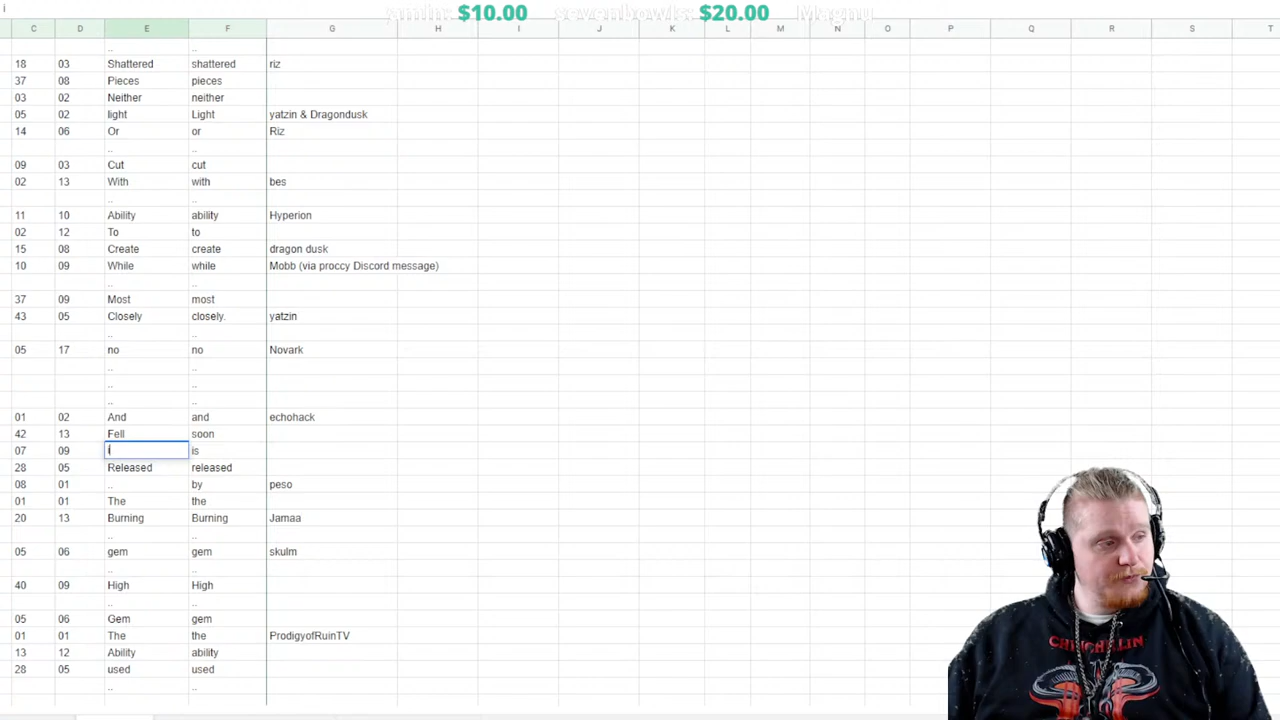 i
simlin: $10.00 sevenbowls: $20.00 Magnu
C D E F G H I J K L M N O P Q R S T
.. ..
18 03 Shattered shattered riz
37 08 Pieces pieces
03 02 Neither neither
05 02 light Light yatzin & Dragondusk
14 06 Or or Riz
.. ..
09 03 Cut cut
02 13 With with bes
.. ..
11 10 Ability ability Hyperion
02 12 To to
15 08 Create create dragon dusk
10 09 While while Mobb (via proccy Discord message)
.. ..
37 09 Most most
43 05 Closely closely. yatzin
.. ..
05 17 no no Novark
.. ..
.. ..
.. ..
01 02 And and echohack
42 13 Fell soon
07 09 i is
28 05 Released released
08 01 .. by peso
01 01 The the
20 13 Burning Burning Jamaa
.. ..
05 06 gem gem skulm
.. ..
40 09 High High
.. ..
05 06 Gem gem
01 01 The the ProdigyofRuinTV
13 12 Ability ability
28 05 used used
.. ..